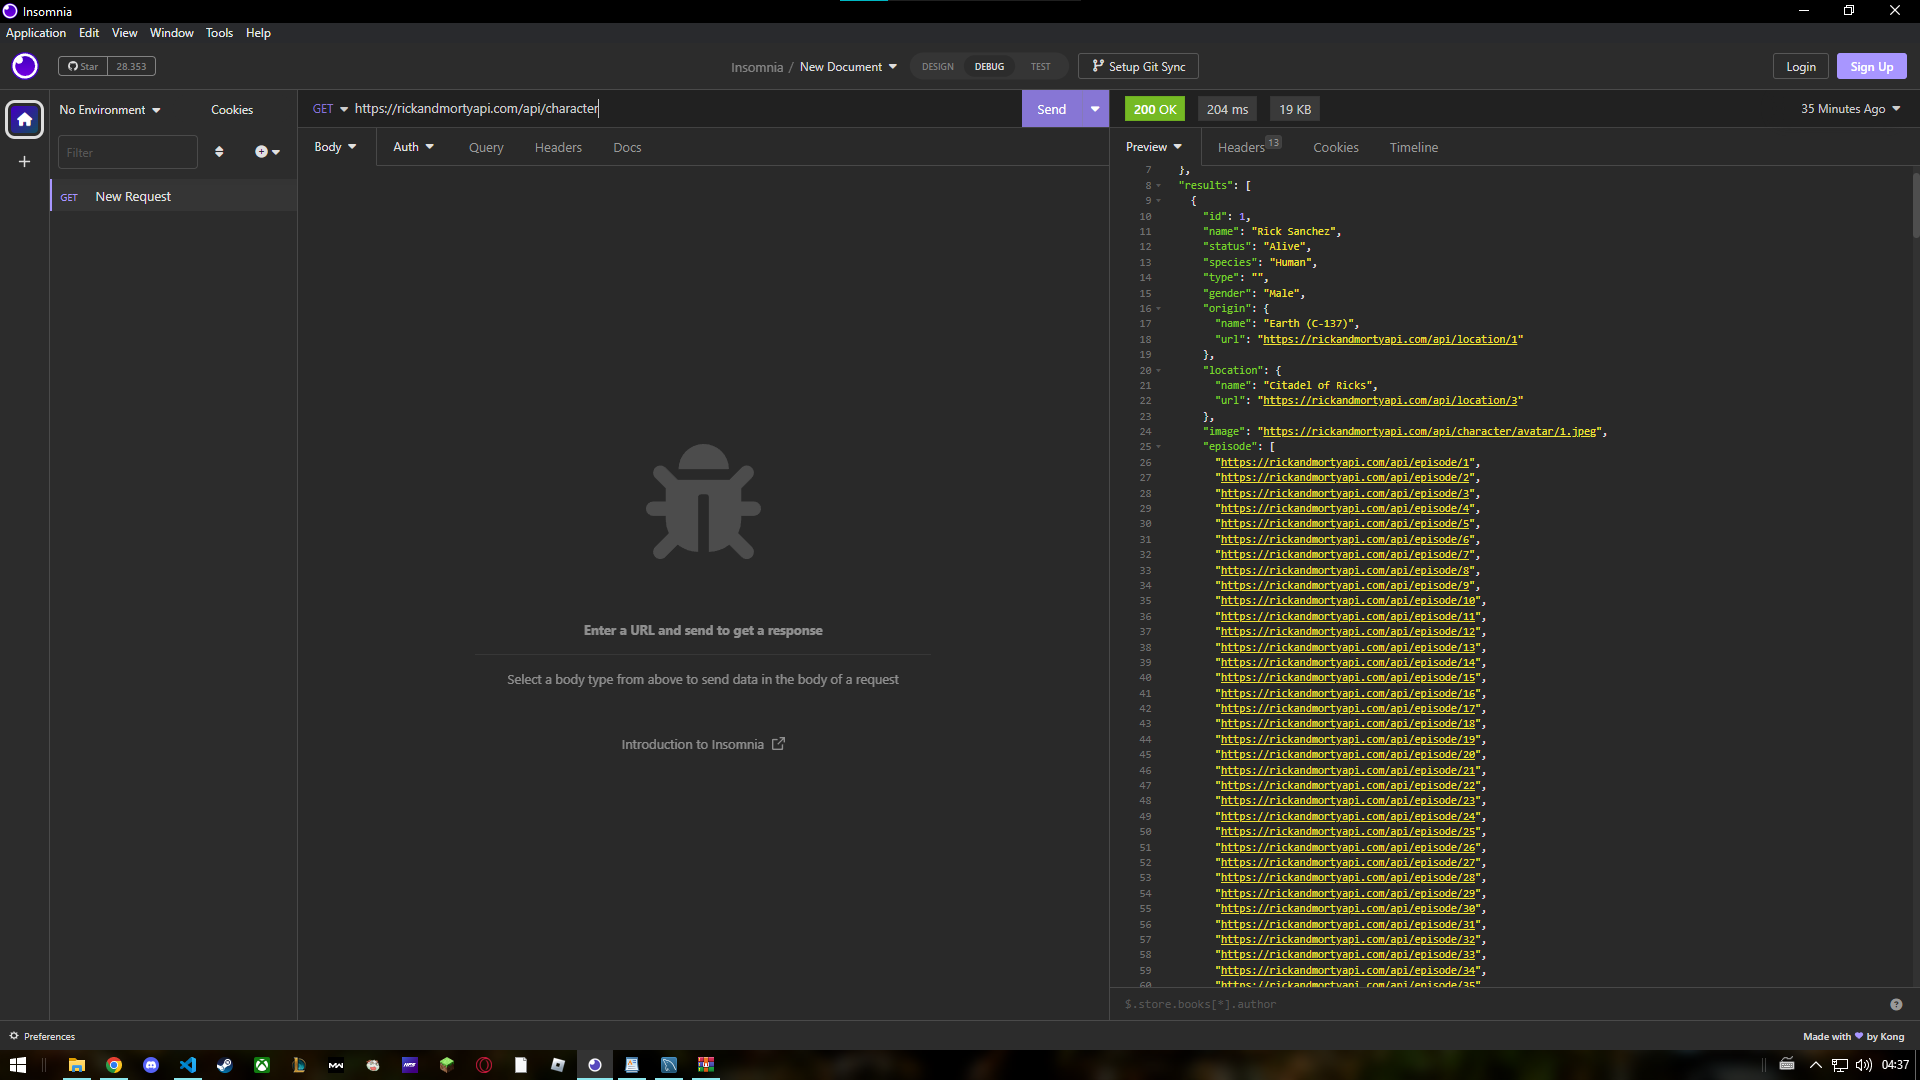 Insomnia
Application Edit View Window Tools Help
Star 28.353
Insomnia / New Document
DESIGN DEBUG TEST
Setup Git Sync
Login Sign Up
No Environment Cookies
GET https://rickandmortyapi.com/api/character
Send
200 OK 204 ms 19 KB
35 Minutes Ago
Filter
Body Auth Query Headers Docs
Preview Headers 13 Cookies Timeline
GET New Request
Enter a URL and send to get a response
Select a body type from above to send data in the body of a request
Introduction to Insomnia
7 },
8 "results": [
9 {
10 "id": 1,
11 "name": "Rick Sanchez",
12 "status": "Alive",
13 "species": "Human",
14 "type": "",
15 "gender": "Male",
16 "origin": {
17 "name": "Earth (C-137)",
18 "url": "https://rickandmortyapi.com/api/location/1"
19 },
20 "location": {
21 "name": "Citadel of Ricks",
22 "url": "https://rickandmortyapi.com/api/location/3"
23 },
24 "image": "https://rickandmortyapi.com/api/character/avatar/1.jpeg",
25 "episode": [
26 "https://rickandmortyapi.com/api/episode/1",
27 "https://rickandmortyapi.com/api/episode/2",
28 "https://rickandmortyapi.com/api/episode/3",
29 "https://rickandmortyapi.com/api/episode/4",
30 "https://rickandmortyapi.com/api/episode/5",
31 "https://rickandmortyapi.com/api/episode/6",
32 "https://rickandmortyapi.com/api/episode/7",
33 "https://rickandmortyapi.com/api/episode/8",
34 "https://rickandmortyapi.com/api/episode/9",
35 "https://rickandmortyapi.com/api/episode/10",
36 "https://rickandmortyapi.com/api/episode/11",
37 "https://rickandmortyapi.com/api/episode/12",
38 "https://rickandmortyapi.com/api/episode/13",
39 "https://rickandmortyapi.com/api/episode/14",
40 "https://rickandmortyapi.com/api/episode/15",
41 "https://rickandmortyapi.com/api/episode/16",
42 "https://rickandmortyapi.com/api/episode/17",
43 "https://rickandmortyapi.com/api/episode/18",
44 "https://rickandmortyapi.com/api/episode/19",
45 "https://rickandmortyapi.com/api/episode/20",
46 "https://rickandmortyapi.com/api/episode/21",
47 "https://rickandmortyapi.com/api/episode/22",
48 "https://rickandmortyapi.com/api/episode/23",
49 "https://rickandmortyapi.com/api/episode/24",
50 "https://rickandmortyapi.com/api/episode/25",
51 "https://rickandmortyapi.com/api/episode/26",
52 "https://rickandmortyapi.com/api/episode/27",
53 "https://rickandmortyapi.com/api/episode/28",
54 "https://rickandmortyapi.com/api/episode/29",
55 "https://rickandmortyapi.com/api/episode/30",
56 "https://rickandmortyapi.com/api/episode/31",
57 "https://rickandmortyapi.com/api/episode/32",
58 "https://rickandmortyapi.com/api/episode/33",
59 "https://rickandmortyapi.com/api/episode/34",
60 "https://rickandmortyapi.com/api/episode/35",
$.store.books[*].author
Preferences
Made with by Kong
04:37